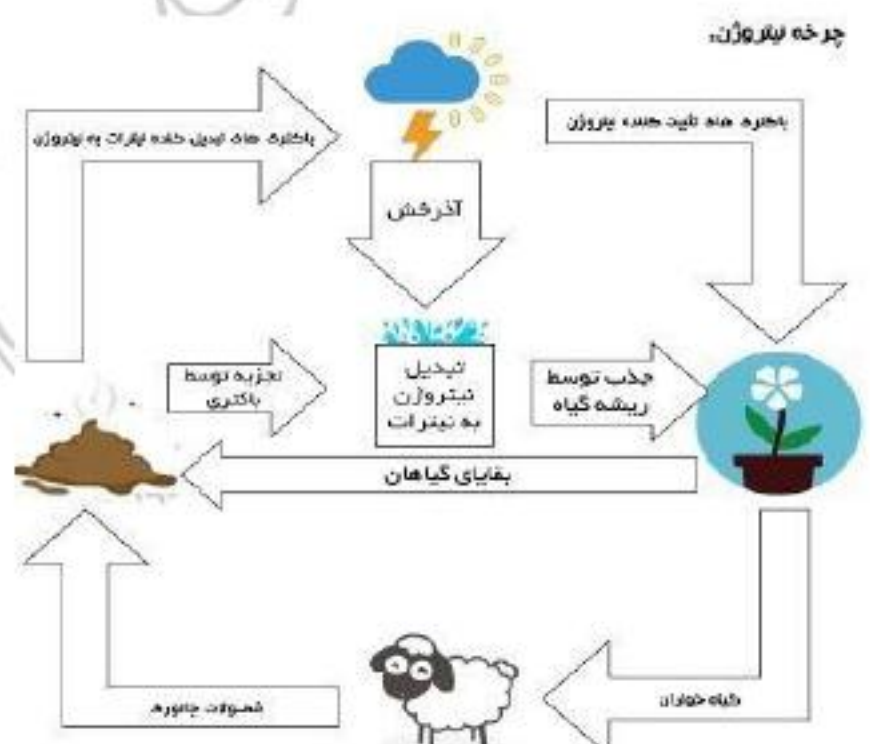 چرخه نیتروژن:
باکتری های تثبیت کننده نیتروژن
باکتری های تبدیل کننده نیترات به نیتروژن
آذرخش
جذب توسط
ریشه گیاه
تبدیل
نیتروژن
به نیترات
تجزیه توسط
باکتری
بقایای گیاهان
گیاه خواران
فضولات جانوری